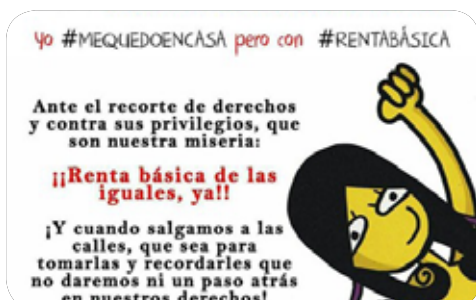 Yo #MEQUEDOENCASA pero con #RENTABÁSICA
Ante el recorte de derechos
y contra sus privilegios, que
son nuestra miseria:
¡¡Renta básica de las
iguales, ya!!
¡Y cuando salgamos a las
calles, que sea para
tomarlas y recordarles que
no daremos ni un paso atrás
en nuestros derechos!